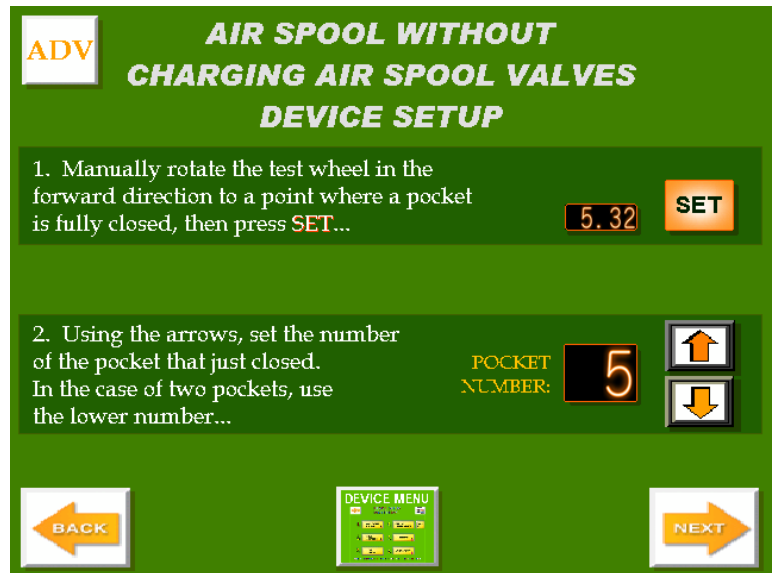 ADV
AIR SPOOL WITHOUT
CHARGING AIR SPOOL VALVES
DEVICE SETUP
1. Manually rotate the test wheel in the
forward direction to a point where a pocket
is fully closed, then press SET...
5.32
SET
2. Using the arrows, set the number
of the pocket that just closed.
In the case of two pockets, use
the lower number...
POCKET
NUMBER:
5
BACK
DEVICE MENU
NEXT